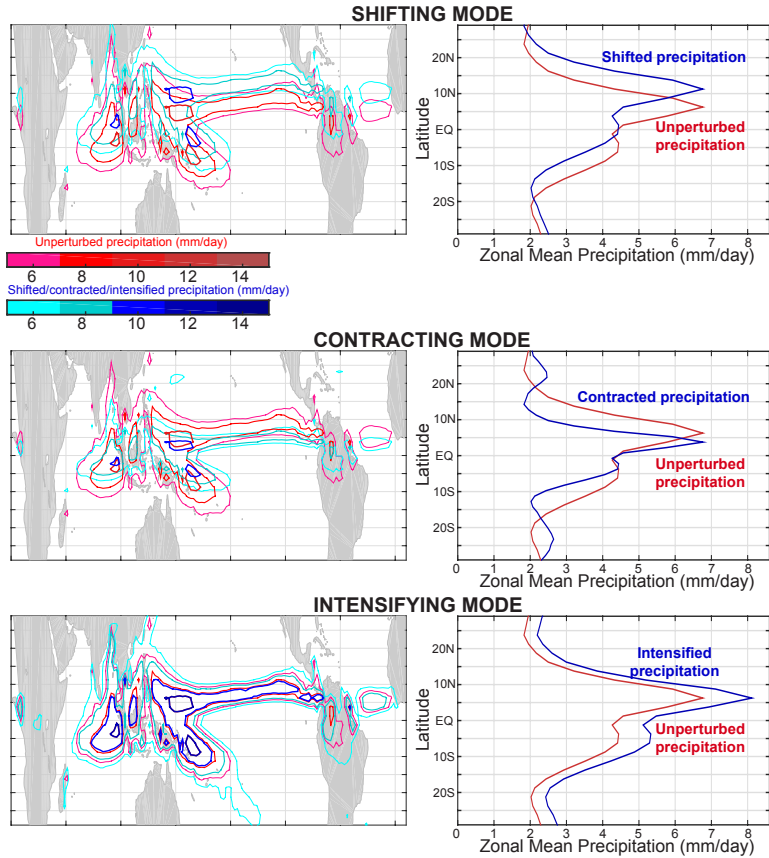 SHIFTING MODE
20N
10N
EQ
10S
20S
Latitude
Shifted precipitation
Unperturbed
precipitation
0 1 2 3 4 5 6 7 8
Zonal Mean Precipitation (mm/day)
Unperturbed precipitation (mm/day)
6 8 10 12 14
Shifted/contracted/intensified precipitation (mm/day)
6 8 10 12 14
CONTRACTING MODE
20N
10N
EQ
10S
20S
Latitude
Contracted precipitation
Unperturbed
precipitation
0 1 2 3 4 5 6 7 8
Zonal Mean Precipitation (mm/day)
INTENSIFYING MODE
20N
10N
EQ
10S
20S
Latitude
Intensified
precipitation
Unperturbed
precipitation
0 1 2 3 4 5 6 7 8
Zonal Mean Precipitation (mm/day)